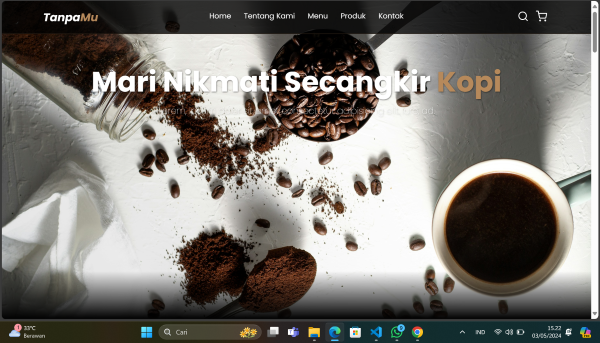 TanpaMu
Home Tentang Kami Menu Produk Kontak
Mari Nikmati Secangkir Kopi
33°C
Berawan
Cari
IND
15.22
03/05/2024